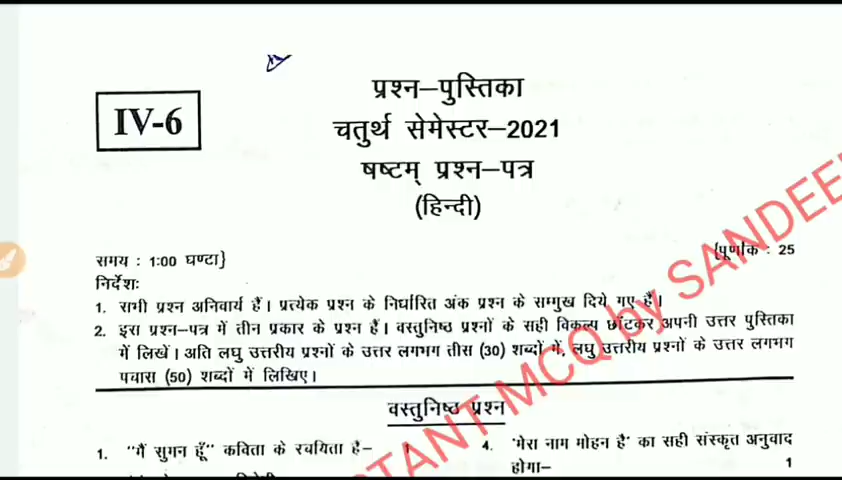 IV-6
प्रश्न–पुस्तिका
चतुर्थ सेमेस्टर–2021
षष्टम् प्रश्न–पत्र
(हिन्दी)
समय : 1:00 घण्टा}
{पूर्णांक : 25
निर्देशः
1. सभी प्रश्न अनिवार्य हैं। प्रत्येक प्रश्न के निर्धारित अंक प्रश्न के सम्मुख दिये गए हैं।
2. इस प्रश्न–पत्र में तीन प्रकार के प्रश्न हैं। वस्तुनिष्ठ प्रश्नों के सही विकल्प छाँटकर अपनी उत्तर पुस्तिका
में लिखें। अति लघु उत्तरीय प्रश्नों के उत्तर लगभग तीस (30) शब्दों में, लघु उत्तरीय प्रश्नों के उत्तर लगभग
पचास (50) शब्दों में लिखिए।
वस्तुनिष्ठ प्रश्न
1. "मैं सुमन हूँ" कविता के रचयिता है– 1
4. 'मेरा नाम मोहन है' का सही संस्कृत अनुवाद
होगा– 1
TANT MCQ by SANDEE